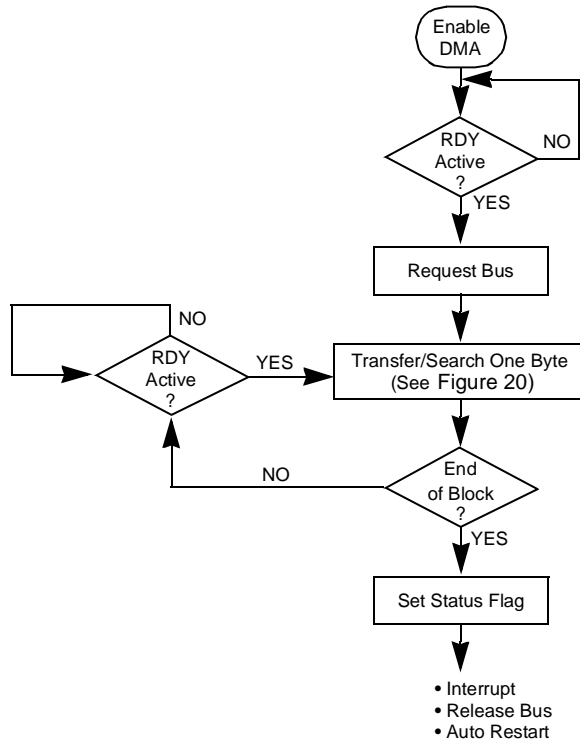 Enable
DMA
RDY
Active
?
NO
YES
Request Bus
NO
RDY
Active
?
YES
Transfer/Search One Byte
(See Figure 20)
End
of Block
?
NO
YES
Set Status Flag
• Interrupt
• Release Bus
• Auto Restart